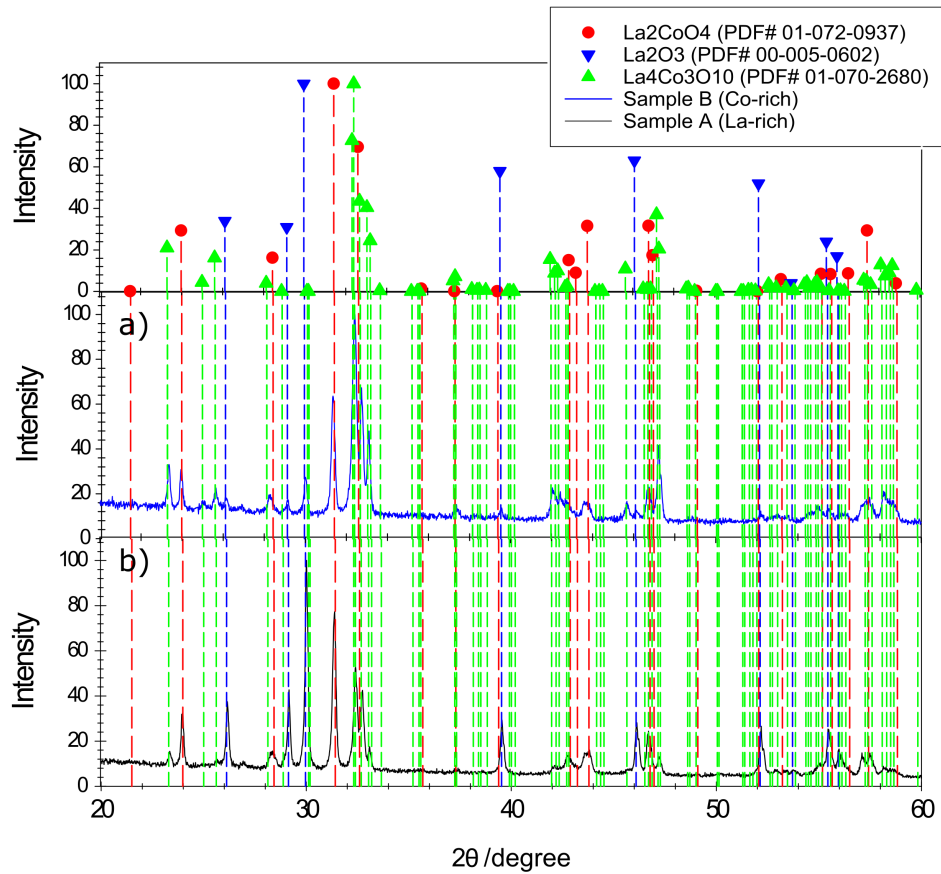 La2CoO4 (PDF# 01-072-0937)
La2O3 (PDF# 00-005-0602)
La4Co3O10 (PDF# 01-070-2680)
Sample B (Co-rich)
Sample A (La-rich)
Intensity
100
80
60
40
20
0
a)
Intensity
100
80
60
40
20
0
b)
Intensity
100
80
60
40
20
0
20 30 40 50 60
2θ /degree